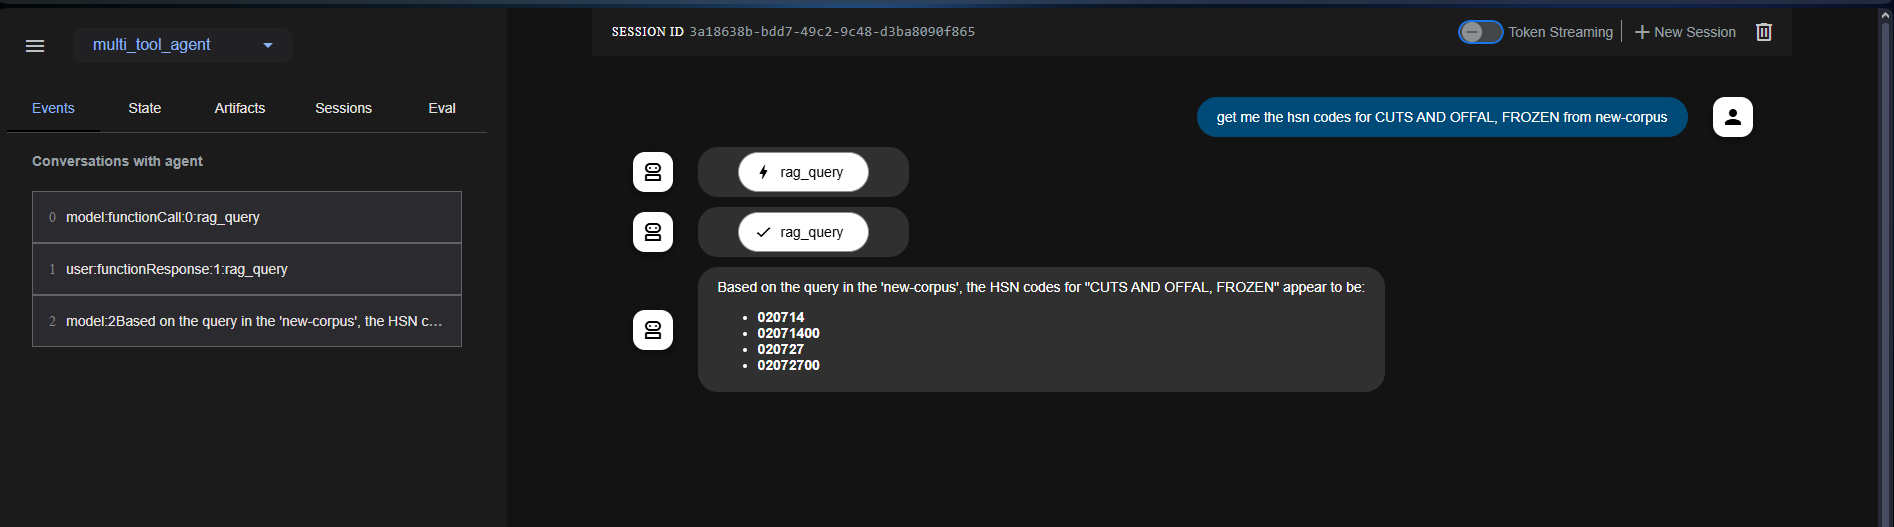 multi_tool_agent
SESSION ID 3a18638b-bdd7-49c2-9c48-d3ba8090f865
Token Streaming
New Session
Events State Artifacts Sessions Eval
Conversations with agent
0 model:functionCall:0:rag_query
1 user:functionResponse:1:rag_query
2 model:2Based on the query in the 'new-corpus', the HSN c...
get me the hsn codes for CUTS AND OFFAL, FROZEN from new-corpus
rag_query
rag_query
Based on the query in the 'new-corpus', the HSN codes for "CUTS AND OFFAL, FROZEN" appear to be:
• 020714
• 02071400
• 020727
• 02072700